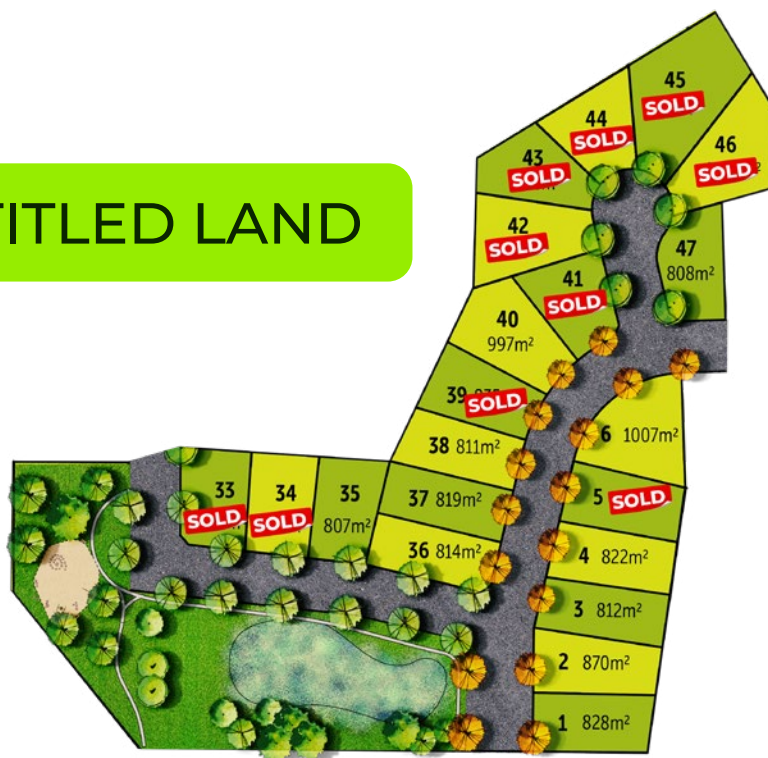 45
SOLD
44
SOLD
46
SOLD
43
SOLD
TITLED LAND
42
SOLD
47
808m²
41
SOLD
40
997m²
39
SOLD
6 1007m²
38 811m²
33
SOLD
34
SOLD
35
807m²
37 819m²
5 SOLD
36 814m²
4 822m²
3 812m²
2 870m²
1 828m²